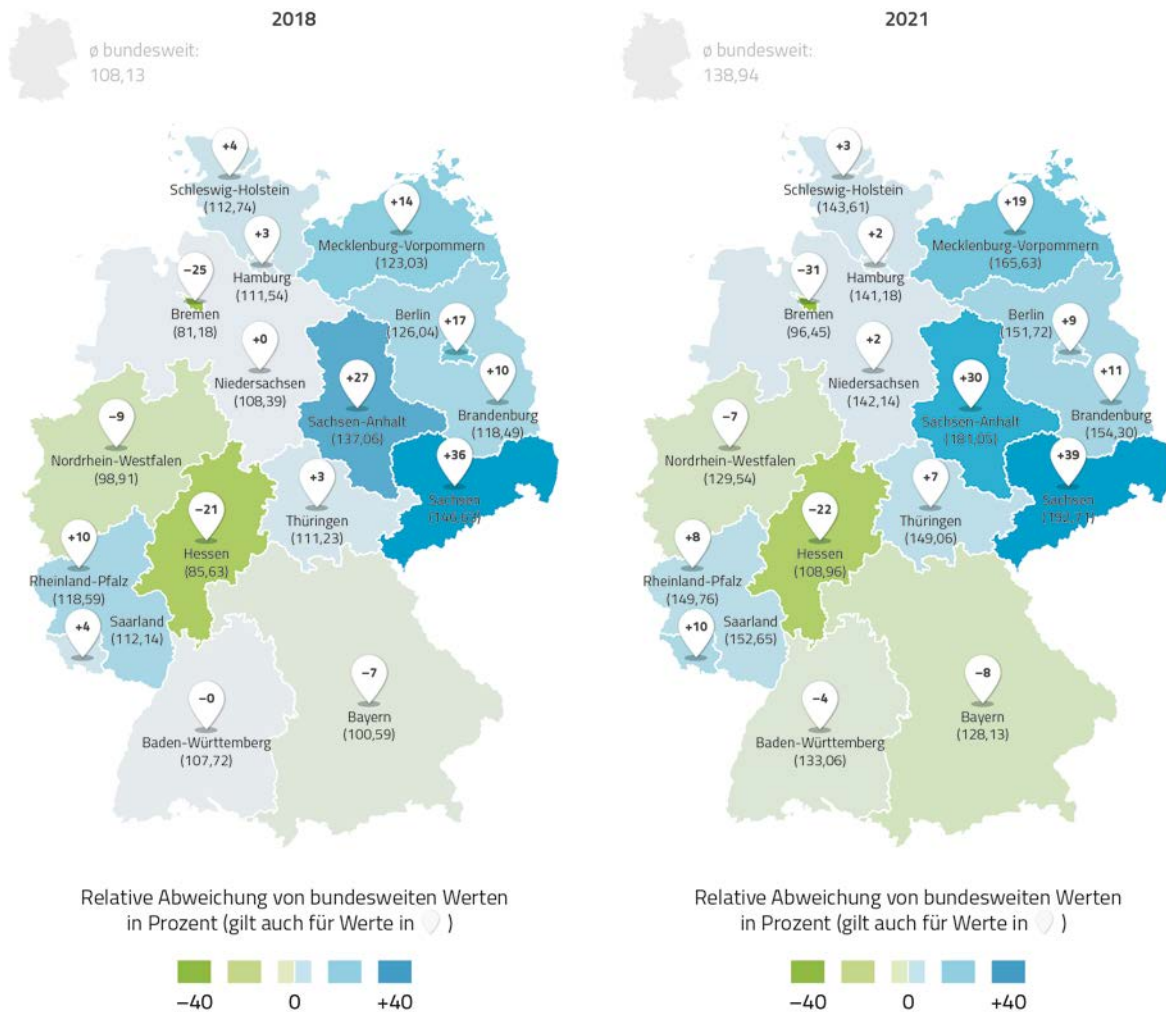 2018
ø bundesweit:
108,13
+4
Schleswig-Holstein
(112,74)
+14
Mecklenburg-Vorpommern
(123,03)
+3
Hamburg
(111,54)
−25
Bremen
(81,18)
+17
Berlin
(126,04)
+0
Niedersachsen
(108,39)
+10
Brandenburg
(118,49)
+27
Sachsen-Anhalt
(137,06)
−9
Nordrhein-Westfalen
(98,91)
+36
Sachsen
(146,63)
+3
Thüringen
(111,23)
−21
Hessen
(85,63)
+10
Rheinland-Pfalz
(118,59)
+4
Saarland
(112,14)
−7
Bayern
(100,59)
−0
Baden-Württemberg
(107,72)
Relative Abweichung von bundesweiten Werten
in Prozent (gilt auch für Werte in )
−40
0
+40
2021
ø bundesweit:
138,94
+3
Schleswig-Holstein
(143,61)
+19
Mecklenburg-Vorpommern
(165,63)
+2
Hamburg
(141,18)
−31
Bremen
(96,45)
+9
Berlin
(151,72)
+2
Niedersachsen
(142,14)
+11
Brandenburg
(154,30)
+30
Sachsen-Anhalt
(181,05)
−7
Nordrhein-Westfalen
(129,54)
+39
Sachsen
(192,71)
+7
Thüringen
(149,06)
−22
Hessen
(108,96)
+8
Rheinland-Pfalz
(149,76)
+10
Saarland
(152,65)
−8
Bayern
(128,13)
−4
Baden-Württemberg
(133,06)
Relative Abweichung von bundesweiten Werten
in Prozent (gilt auch für Werte in )
−40
0
+40